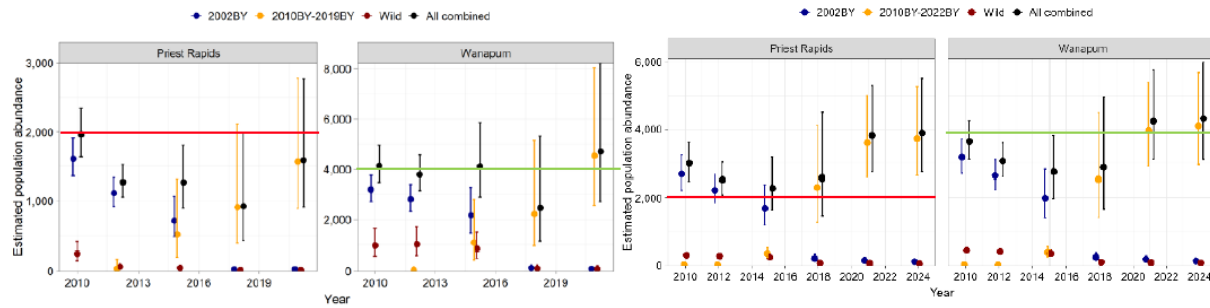 2002BY 2010BY-2019BY Wild All combined
Priest Rapids
Wanapum
Estimated population abundance
3,000
2,000
1,000
0
8,000
6,000
4,000
2,000
0
2010 2013 2016 2019
2010 2013 2016 2019
Year
2002BY 2010BY-2022BY Wild All combined
Priest Rapids
Wanapum
Estimated population abundance
6,000
4,000
2,000
0
2010 2012 2014 2016 2018 2020 2022 2024
2010 2012 2014 2016 2018 2020 2022 2024
Year